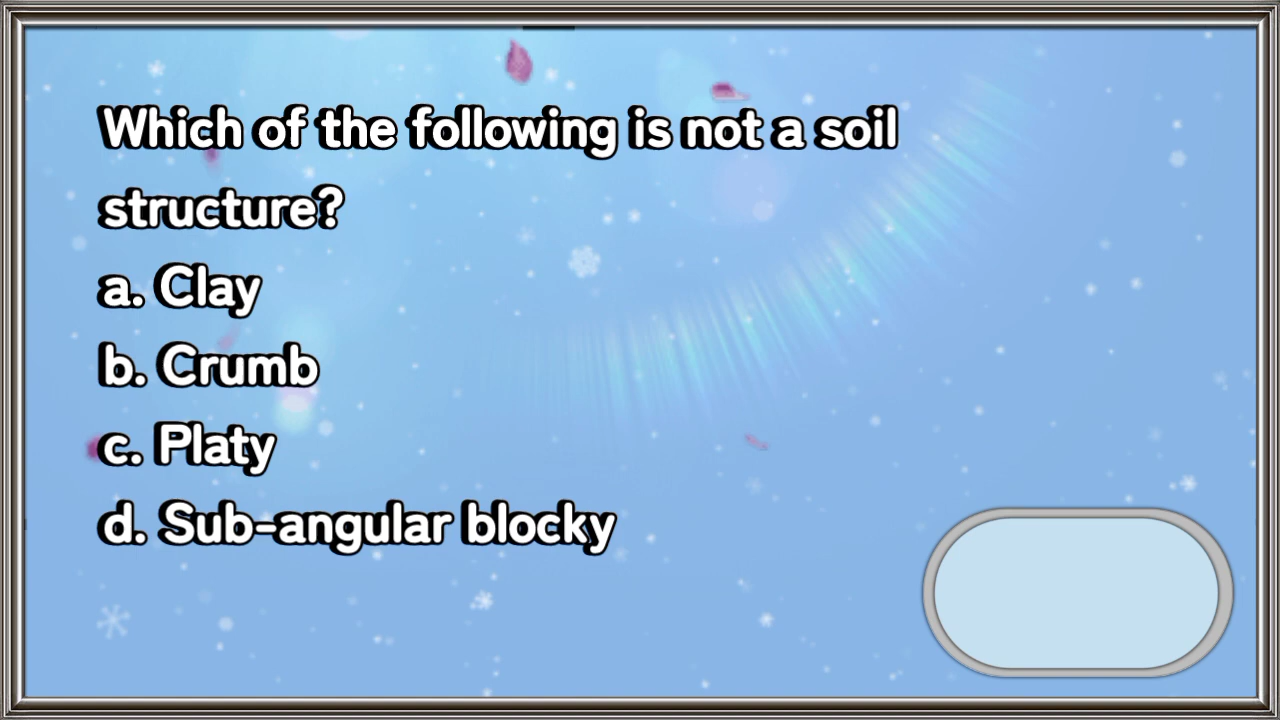 Which of the following is not a soil
structure?
a. Clay
b. Crumb
c. Platy
d. Sub-angular blocky